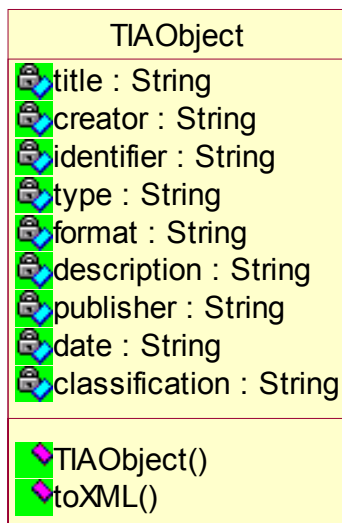 TIAObject
title : String
creator : String
identifier : String
type : String
format : String
description : String
publisher : String
date : String
classification : String
TIAObject()
toXML()